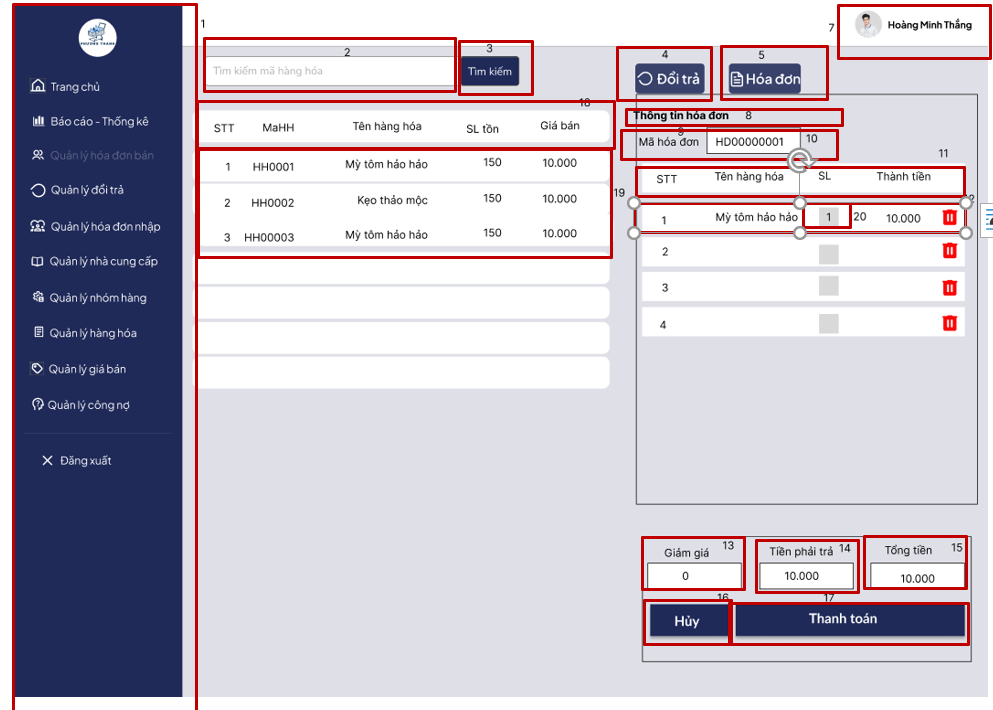 PHƯƠNG THANH
Trang chủ
Báo cáo - Thống kê
Quản lý hóa đơn bán
Quản lý đổi trả
Quản lý hóa đơn nhập
Quản lý nhà cung cấp
Quản lý nhóm hàng
Quản lý hàng hóa
Quản lý giá bán
Quản lý công nợ
Đăng xuất
1
2
Tìm kiếm mã hàng hóa
3
Tìm kiếm
4
Đổi trả
5
Hóa đơn
7
Hoàng Minh Thắng
18
STT MaHH Tên hàng hóa SL tồn Giá bán
1 HH0001 Mỳ tôm hảo hảo 150 10.000
2 HH0002 Kẹo thảo mộc 150 10.000
3 HH00003 Mỳ tôm hảo hảo 150 10.000
19
Thông tin hóa đơn 8
9
Mã hóa đơn HD00000001 10
11
STT Tên hàng hóa SL Thành tiền
12
1 Mỳ tôm hảo hảo 1 20 10.000
2
3
4
Giảm giá 13
0
Tiền phải trả 14
10.000
Tổng tiền 15
10.000
16
Hủy
17
Thanh toán